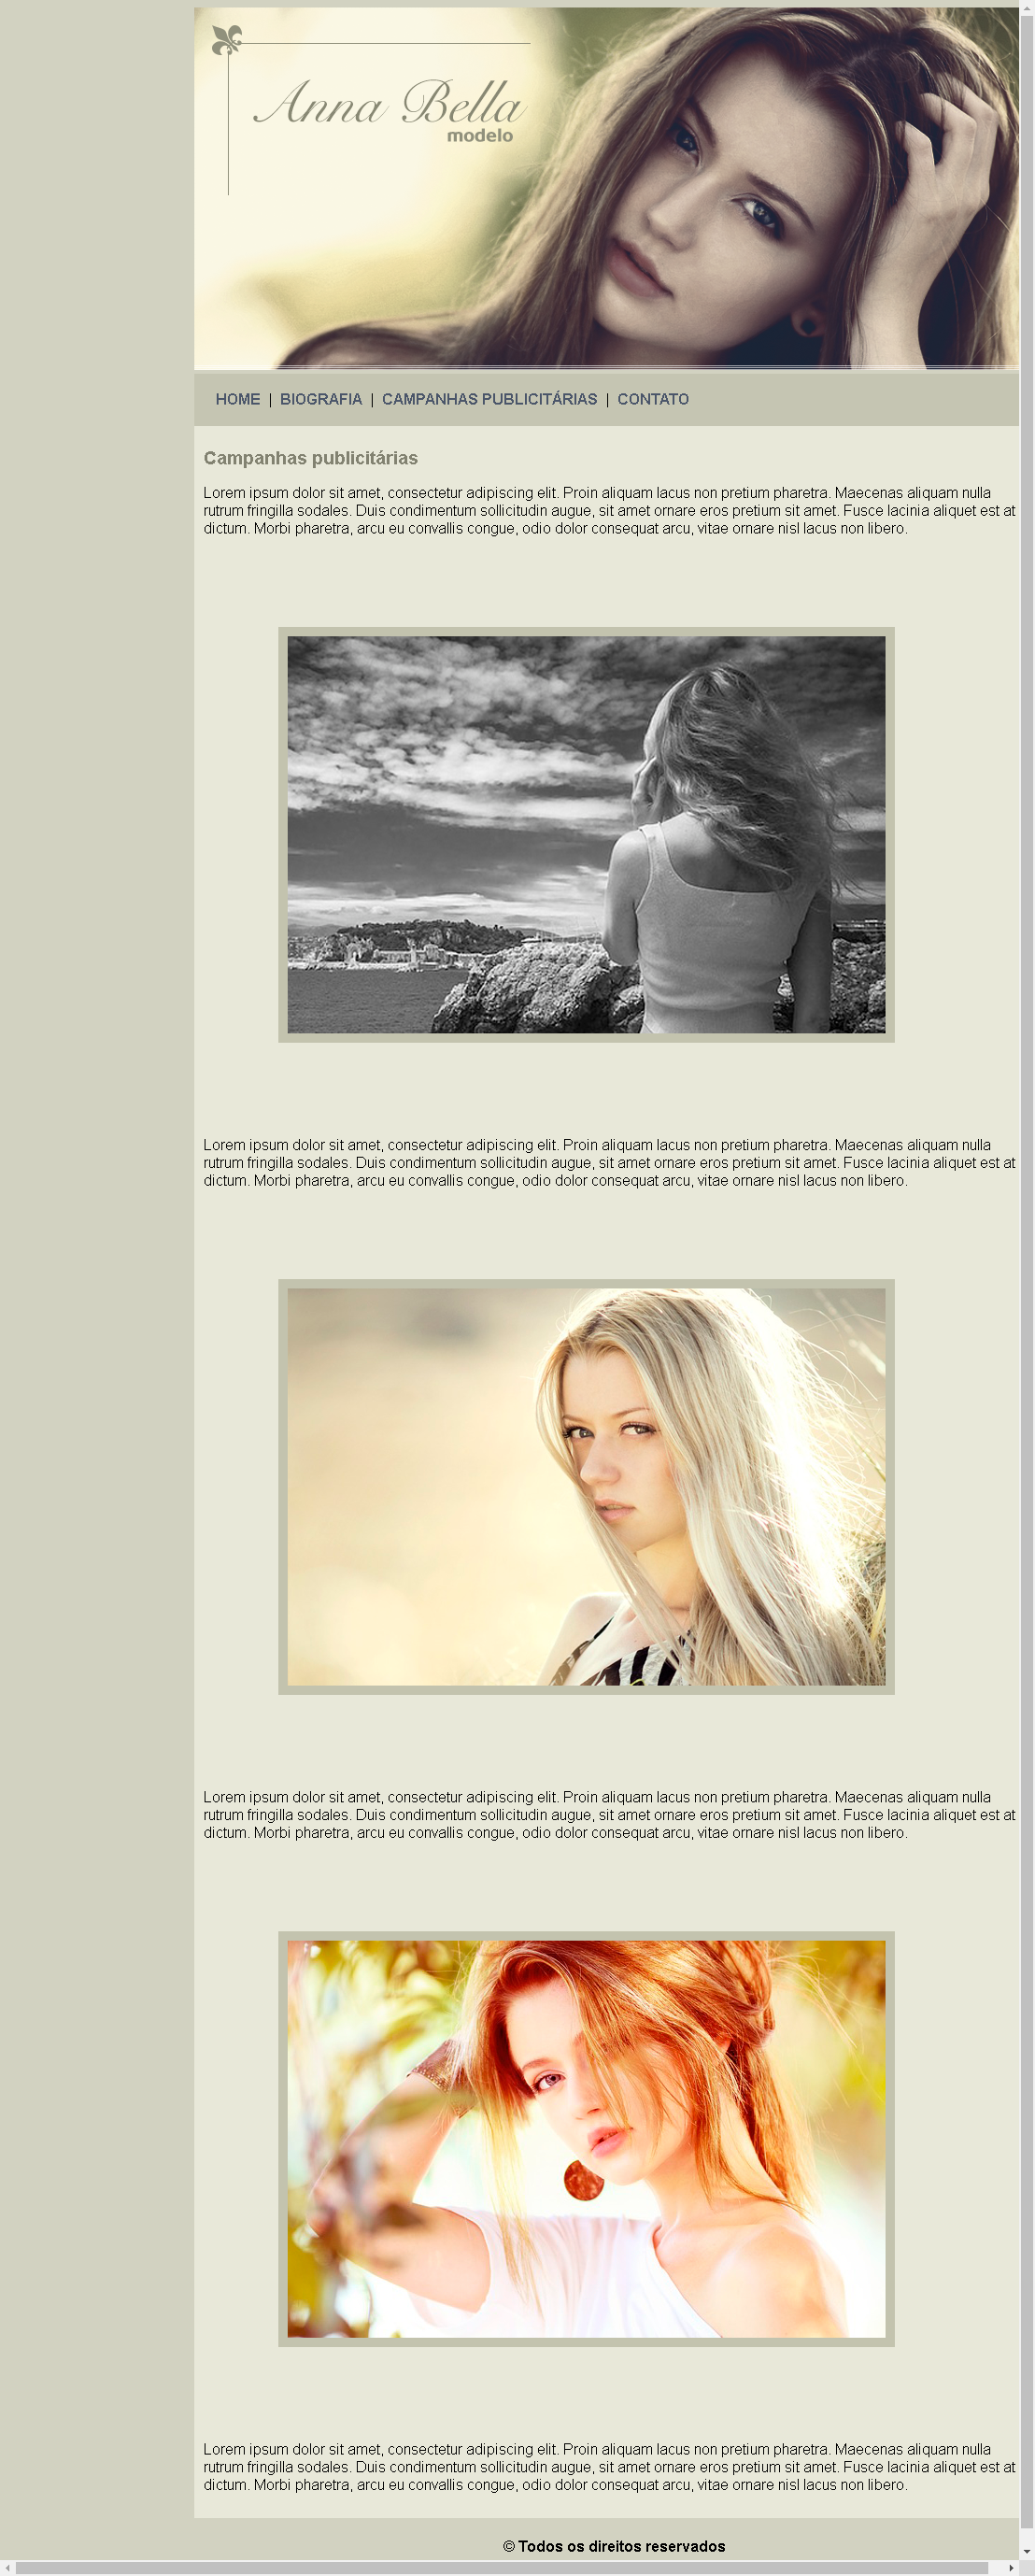 Anna Bella
modelo
HOME | BIOGRAFIA | CAMPANHAS PUBLICITÁRIAS | CONTATO
Campanhas publicitárias
Lorem ipsum dolor sit amet, consectetur adipiscing elit. Proin aliquam lacus non pretium pharetra. Maecenas aliquam nulla
rutrum fringilla sodales. Duis condimentum sollicitudin augue, sit amet ornare eros pretium sit amet. Fusce lacinia aliquet est at
dictum. Morbi pharetra, arcu eu convallis congue, odio dolor consequat arcu, vitae ornare nisl lacus non libero.
Lorem ipsum dolor sit amet, consectetur adipiscing elit. Proin aliquam lacus non pretium pharetra. Maecenas aliquam nulla
rutrum fringilla sodales. Duis condimentum sollicitudin augue, sit amet ornare eros pretium sit amet. Fusce lacinia aliquet est at
dictum. Morbi pharetra, arcu eu convallis congue, odio dolor consequat arcu, vitae ornare nisl lacus non libero.
Lorem ipsum dolor sit amet, consectetur adipiscing elit. Proin aliquam lacus non pretium pharetra. Maecenas aliquam nulla
rutrum fringilla sodales. Duis condimentum sollicitudin augue, sit amet ornare eros pretium sit amet. Fusce lacinia aliquet est at
dictum. Morbi pharetra, arcu eu convallis congue, odio dolor consequat arcu, vitae ornare nisl lacus non libero.
Lorem ipsum dolor sit amet, consectetur adipiscing elit. Proin aliquam lacus non pretium pharetra. Maecenas aliquam nulla
rutrum fringilla sodales. Duis condimentum sollicitudin augue, sit amet ornare eros pretium sit amet. Fusce lacinia aliquet est at
dictum. Morbi pharetra, arcu eu convallis congue, odio dolor consequat arcu, vitae ornare nisl lacus non libero.
© Todos os direitos reservados